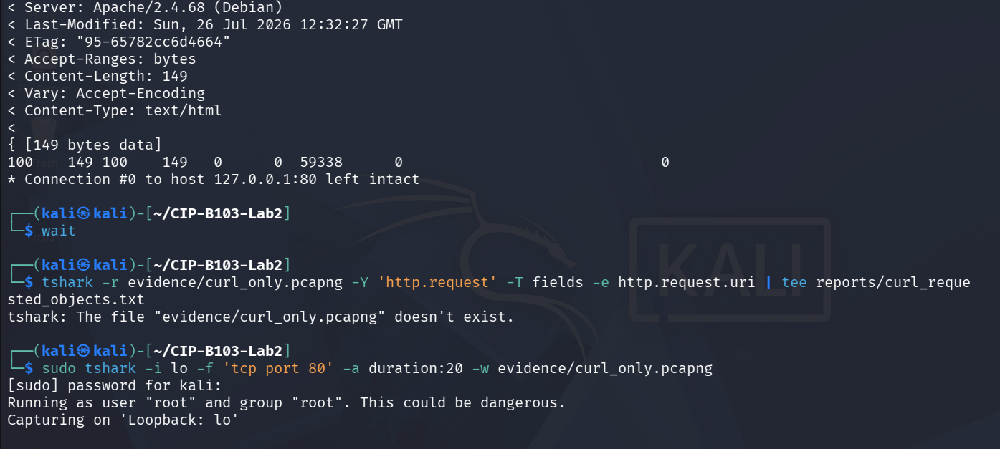 < Server: Apache/2.4.68 (Debian)
< Last-Modified: Sun, 26 Jul 2026 12:32:27 GMT
< ETag: "95-65782cc6d4664"
< Accept-Ranges: bytes
< Content-Length: 149
< Vary: Accept-Encoding
< Content-Type: text/html
<
{ [149 bytes data]
100    149 100    149   0      0  59338      0                              0
* Connection #0 to host 127.0.0.1:80 left intact

┌──(kali㉿kali)-[~/CIP-B103-Lab2]
└─$ wait

┌──(kali㉿kali)-[~/CIP-B103-Lab2]
└─$ tshark -r evidence/curl_only.pcapng -Y 'http.request' -T fields -e http.request.uri | tee reports/curl_reque
sted_objects.txt
tshark: The file "evidence/curl_only.pcapng" doesn't exist.

┌──(kali㉿kali)-[~/CIP-B103-Lab2]
└─$ sudo tshark -i lo -f 'tcp port 80' -a duration:20 -w evidence/curl_only.pcapng
[sudo] password for kali:
Running as user "root" and group "root". This could be dangerous.
Capturing on 'Loopback: lo'
KALI